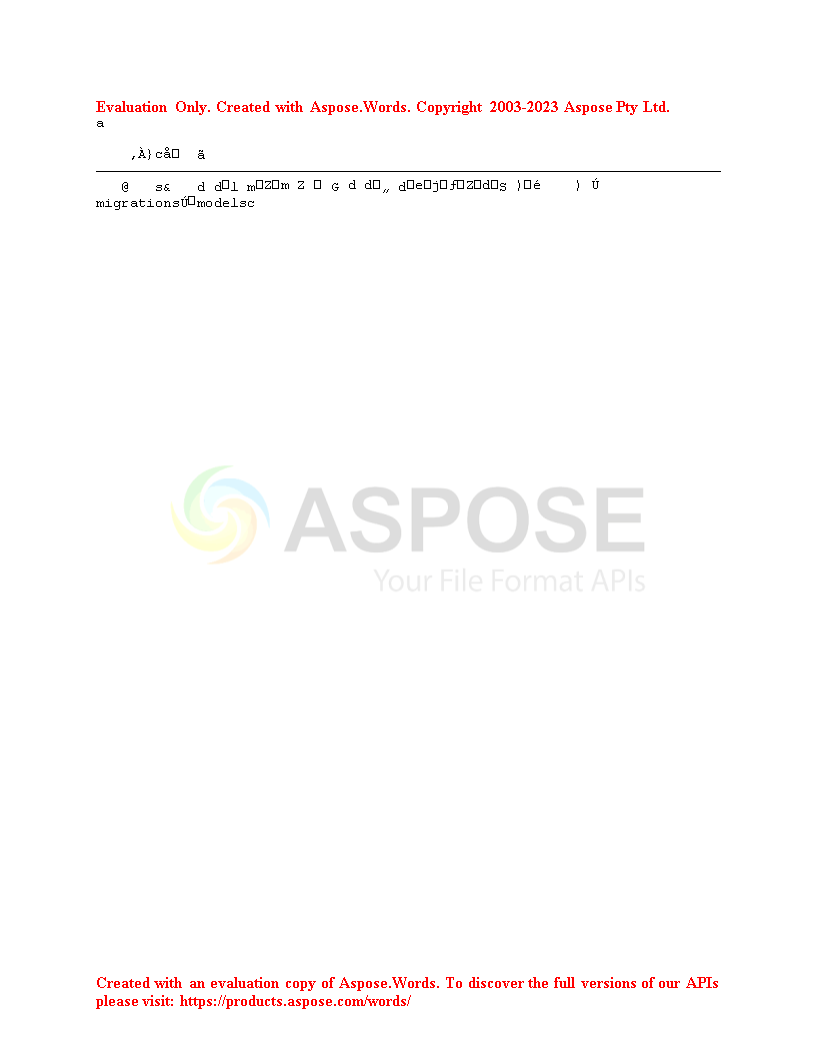 Evaluation Only. Created with Aspose.Words. Copyright 2003-2023 Aspose Pty Ltd.
a
‚À}cå□ ã
@ s& d d□l m□Z□m Z □ G d d□„ d□e□j□ƒ□Z□d□S )□é ) Ú
migrationsÚ□modelsc
ASPOSE
Your File Format APIs
Created with an evaluation copy of Aspose.Words. To discover the full versions of our APIs
please visit: https://products.aspose.com/words/